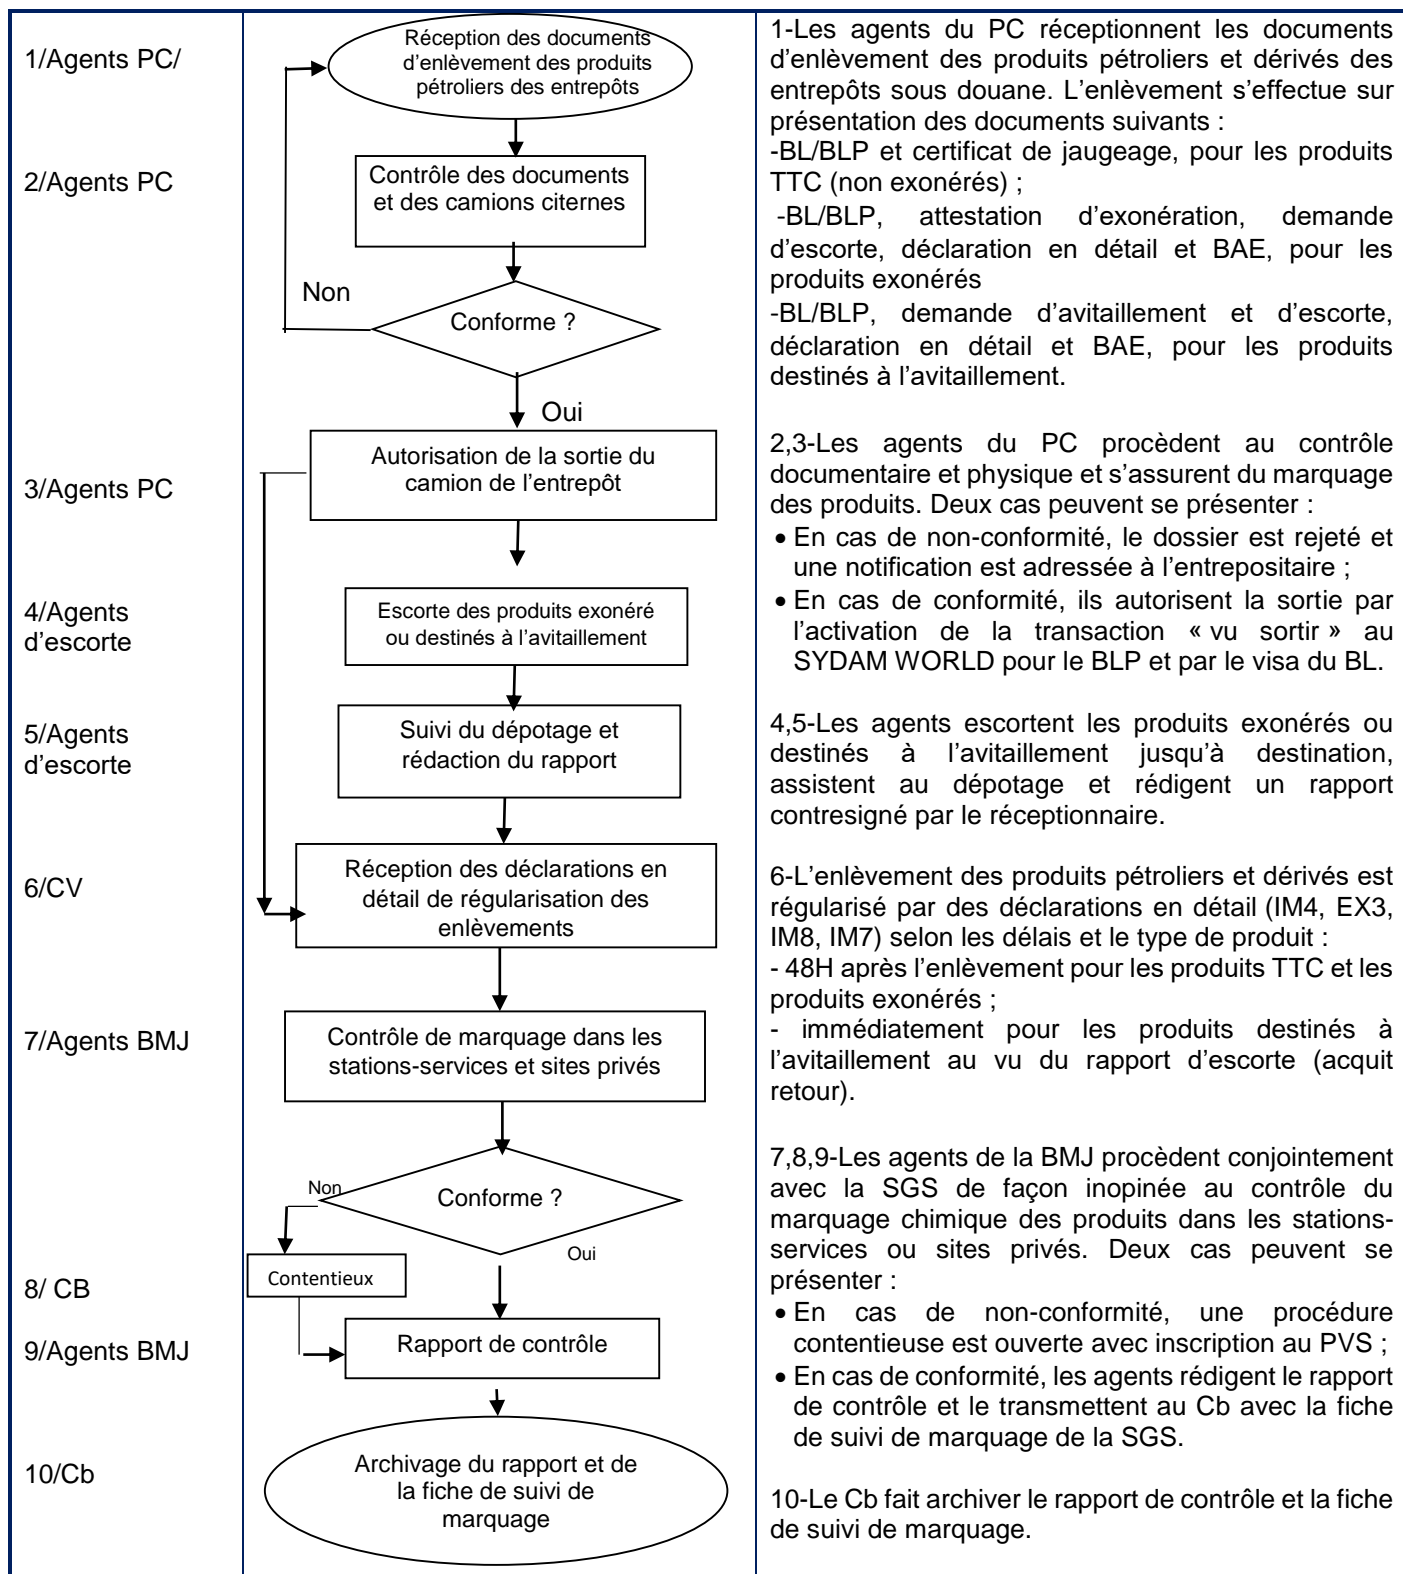 1/Agents PC/
Réception des documents
d’enlèvement des produits
pétroliers des entrepôts
2/Agents PC
Contrôle des documents
et des camions citernes
Non
Conforme ?
Oui
3/Agents PC
Autorisation de la sortie du
camion de l’entrepôt
4/Agents
d’escorte
Escorte des produits exonéré
ou destinés à l’avitaillement
5/Agents
d’escorte
Suivi du dépotage et
rédaction du rapport
6/CV
Réception des déclarations en
détail de régularisation des
enlèvements
7/Agents BMJ
Contrôle de marquage dans les
stations-services et sites privés
Non
Conforme ?
Oui
8/ CB
Contentieux
9/Agents BMJ
Rapport de contrôle
10/Cb
Archivage du rapport et de
la fiche de suivi de
marquage
1-Les agents du PC réceptionnent les documents
d’enlèvement des produits pétroliers et dérivés des
entrepôts sous douane. L’enlèvement s’effectue sur
présentation des documents suivants :
-BL/BLP et certificat de jaugeage, pour les produits
TTC (non exonérés) ;
-BL/BLP, attestation d’exonération, demande
d’escorte, déclaration en détail et BAE, pour les
produits exonérés
-BL/BLP, demande d’avitaillement et d’escorte,
déclaration en détail et BAE, pour les produits
destinés à l’avitaillement.
2,3-Les agents du PC procèdent au contrôle
documentaire et physique et s’assurent du marquage
des produits. Deux cas peuvent se présenter :
• En cas de non-conformité, le dossier est rejeté et
une notification est adressée à l’entrepositaire ;
• En cas de conformité, ils autorisent la sortie par
l’activation de la transaction « vu sortir » au
SYDAM WORLD pour le BLP et par le visa du BL.
4,5-Les agents escortent les produits exonérés ou
destinés à l’avitaillement jusqu’à destination,
assistent au dépotage et rédigent un rapport
contresigné par le réceptionnaire.
6-L’enlèvement des produits pétroliers et dérivés est
régularisé par des déclarations en détail (IM4, EX3,
IM8, IM7) selon les délais et le type de produit :
- 48H après l’enlèvement pour les produits TTC et les
produits exonérés ;
- immédiatement pour les produits destinés à
l’avitaillement au vu du rapport d’escorte (acquit
retour).
7,8,9-Les agents de la BMJ procèdent conjointement
avec la SGS de façon inopinée au contrôle du
marquage chimique des produits dans les stations-
services ou sites privés. Deux cas peuvent se
présenter :
• En cas de non-conformité, une procédure
contentieuse est ouverte avec inscription au PVS ;
• En cas de conformité, les agents rédigent le rapport
de contrôle et le transmettent au Cb avec la fiche
de suivi de marquage de la SGS.
10-Le Cb fait archiver le rapport de contrôle et la fiche
de suivi de marquage.